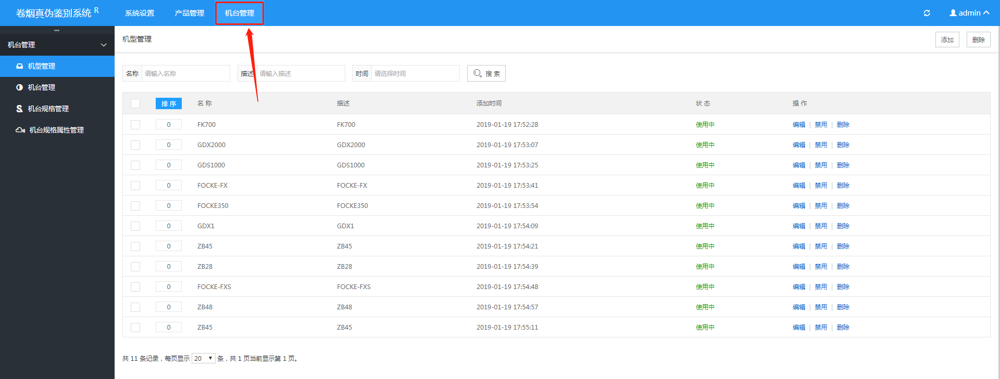 卷烟真伪鉴别系统 R
系统设置 产品管理 机台管理 admin
机台管理
机型管理
机台管理
机台规格管理
机台规格属性管理
机型管理 添加 删除
名称 请输入名称 描述 请输入描述 时间 请选择时间 搜 索
排 序 名 称 描述 添加时间 状 态 操 作
0 FK700 FK700 2019-01-19 17:52:28 使用中 编辑 | 禁用 | 删除
0 GDX2000 GDX2000 2019-01-19 17:53:07 使用中 编辑 | 禁用 | 删除
0 GDS1000 GDS1000 2019-01-19 17:53:25 使用中 编辑 | 禁用 | 删除
0 FOCKE-FX FOCKE-FX 2019-01-19 17:53:41 使用中 编辑 | 禁用 | 删除
0 FOCKE350 FOCKE350 2019-01-19 17:53:54 使用中 编辑 | 禁用 | 删除
0 GDX1 GDX1 2019-01-19 17:54:09 使用中 编辑 | 禁用 | 删除
0 ZB45 ZB45 2019-01-19 17:54:21 使用中 编辑 | 禁用 | 删除
0 ZB28 ZB28 2019-01-19 17:54:39 使用中 编辑 | 禁用 | 删除
0 FOCKE-FXS FOCKE-FXS 2019-01-19 17:54:48 使用中 编辑 | 禁用 | 删除
0 ZB48 ZB48 2019-01-19 17:54:57 使用中 编辑 | 禁用 | 删除
0 ZB45 ZB45 2019-01-19 17:55:11 使用中 编辑 | 禁用 | 删除
共 11 条记录，每页显示 20 条，共 1 页当前显示第 1 页。